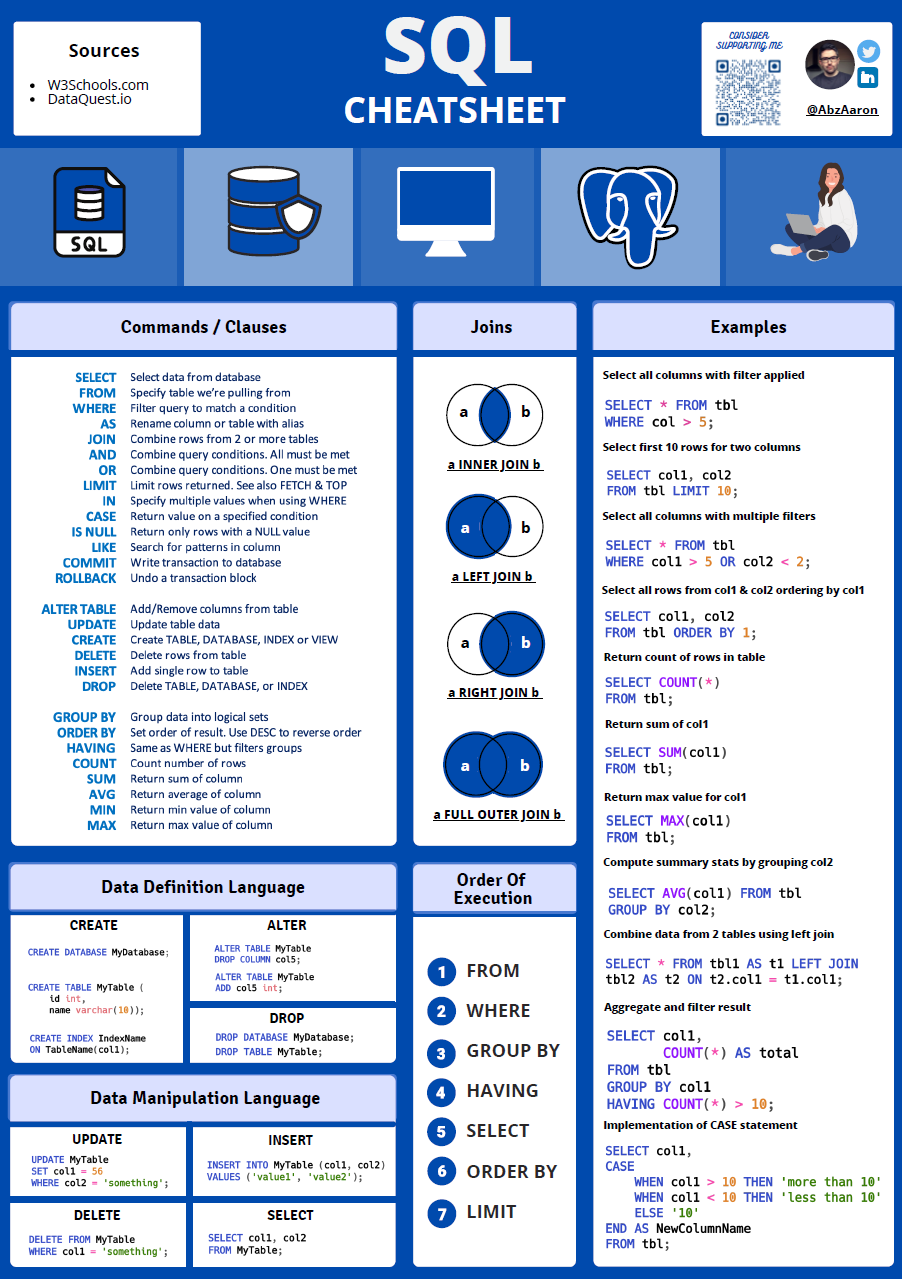 Sources
• W3Schools.com
• DataQuest.io
SQL
CHEATSHEET
CONSIDER
SUPPORTING ME
@AbzAaron
SQL
Commands / Clauses
SELECT Select data from database
FROM Specify table we're pulling from
WHERE Filter query to match a condition
AS Rename column or table with alias
JOIN Combine rows from 2 or more tables
AND Combine query conditions. All must be met
OR Combine query conditions. One must be met
LIMIT Limit rows returned. See also FETCH & TOP
IN Specify multiple values when using WHERE
CASE Return value on a specified condition
IS NULL Return only rows with a NULL value
LIKE Search for patterns in column
COMMIT Write transaction to database
ROLLBACK Undo a transaction block
ALTER TABLE Add/Remove columns from table
UPDATE Update table data
CREATE Create TABLE, DATABASE, INDEX or VIEW
DELETE Delete rows from table
INSERT Add single row to table
DROP Delete TABLE, DATABASE, or INDEX
GROUP BY Group data into logical sets
ORDER BY Set order of result. Use DESC to reverse order
HAVING Same as WHERE but filters groups
COUNT Count number of rows
SUM Return sum of column
AVG Return average of column
MIN Return min value of column
MAX Return max value of column
Joins
a b
a INNER JOIN b
a b
a LEFT JOIN b
a b
a RIGHT JOIN b
a b
a FULL OUTER JOIN b
Examples
Select all columns with filter applied
SELECT * FROM tbl
WHERE col > 5;
Select first 10 rows for two columns
SELECT col1, col2
FROM tbl LIMIT 10;
Select all columns with multiple filters
SELECT * FROM tbl
WHERE col1 > 5 OR col2 < 2;
Select all rows from col1 & col2 ordering by col1
SELECT col1, col2
FROM tbl ORDER BY 1;
Return count of rows in table
SELECT COUNT(*)
FROM tbl;
Return sum of col1
SELECT SUM(col1)
FROM tbl;
Return max value for col1
SELECT MAX(col1)
FROM tbl;
Compute summary stats by grouping col2
SELECT AVG(col1) FROM tbl
GROUP BY col2;
Combine data from 2 tables using left join
SELECT * FROM tbl1 AS t1 LEFT JOIN
tbl2 AS t2 ON t2.col1 = t1.col1;
Aggregate and filter result
SELECT col1,
COUNT(*) AS total
FROM tbl
GROUP BY col1
HAVING COUNT(*) > 10;
Implementation of CASE statement
SELECT col1,
CASE
WHEN col1 > 10 THEN 'more than 10'
WHEN col1 < 10 THEN 'less than 10'
ELSE '10'
END AS NewColumnName
FROM tbl;
Data Definition Language
CREATE
CREATE DATABASE MyDatabase;
CREATE TABLE MyTable (
id int,
name varchar(10));
CREATE INDEX IndexName
ON TableName(col1);
ALTER
ALTER TABLE MyTable
DROP COLUMN col5;
ALTER TABLE MyTable
ADD col5 int;
DROP
DROP DATABASE MyDatabase;
DROP TABLE MyTable;
Data Manipulation Language
UPDATE
UPDATE MyTable
SET col1 = 56
WHERE col2 = 'something';
INSERT
INSERT INTO MyTable (col1, col2)
VALUES ('value1', 'value2');
DELETE
DELETE FROM MyTable
WHERE col1 = 'something';
SELECT
SELECT col1, col2
FROM MyTable;
Order Of
Execution
1 FROM
2 WHERE
3 GROUP BY
4 HAVING
5 SELECT
6 ORDER BY
7 LIMIT